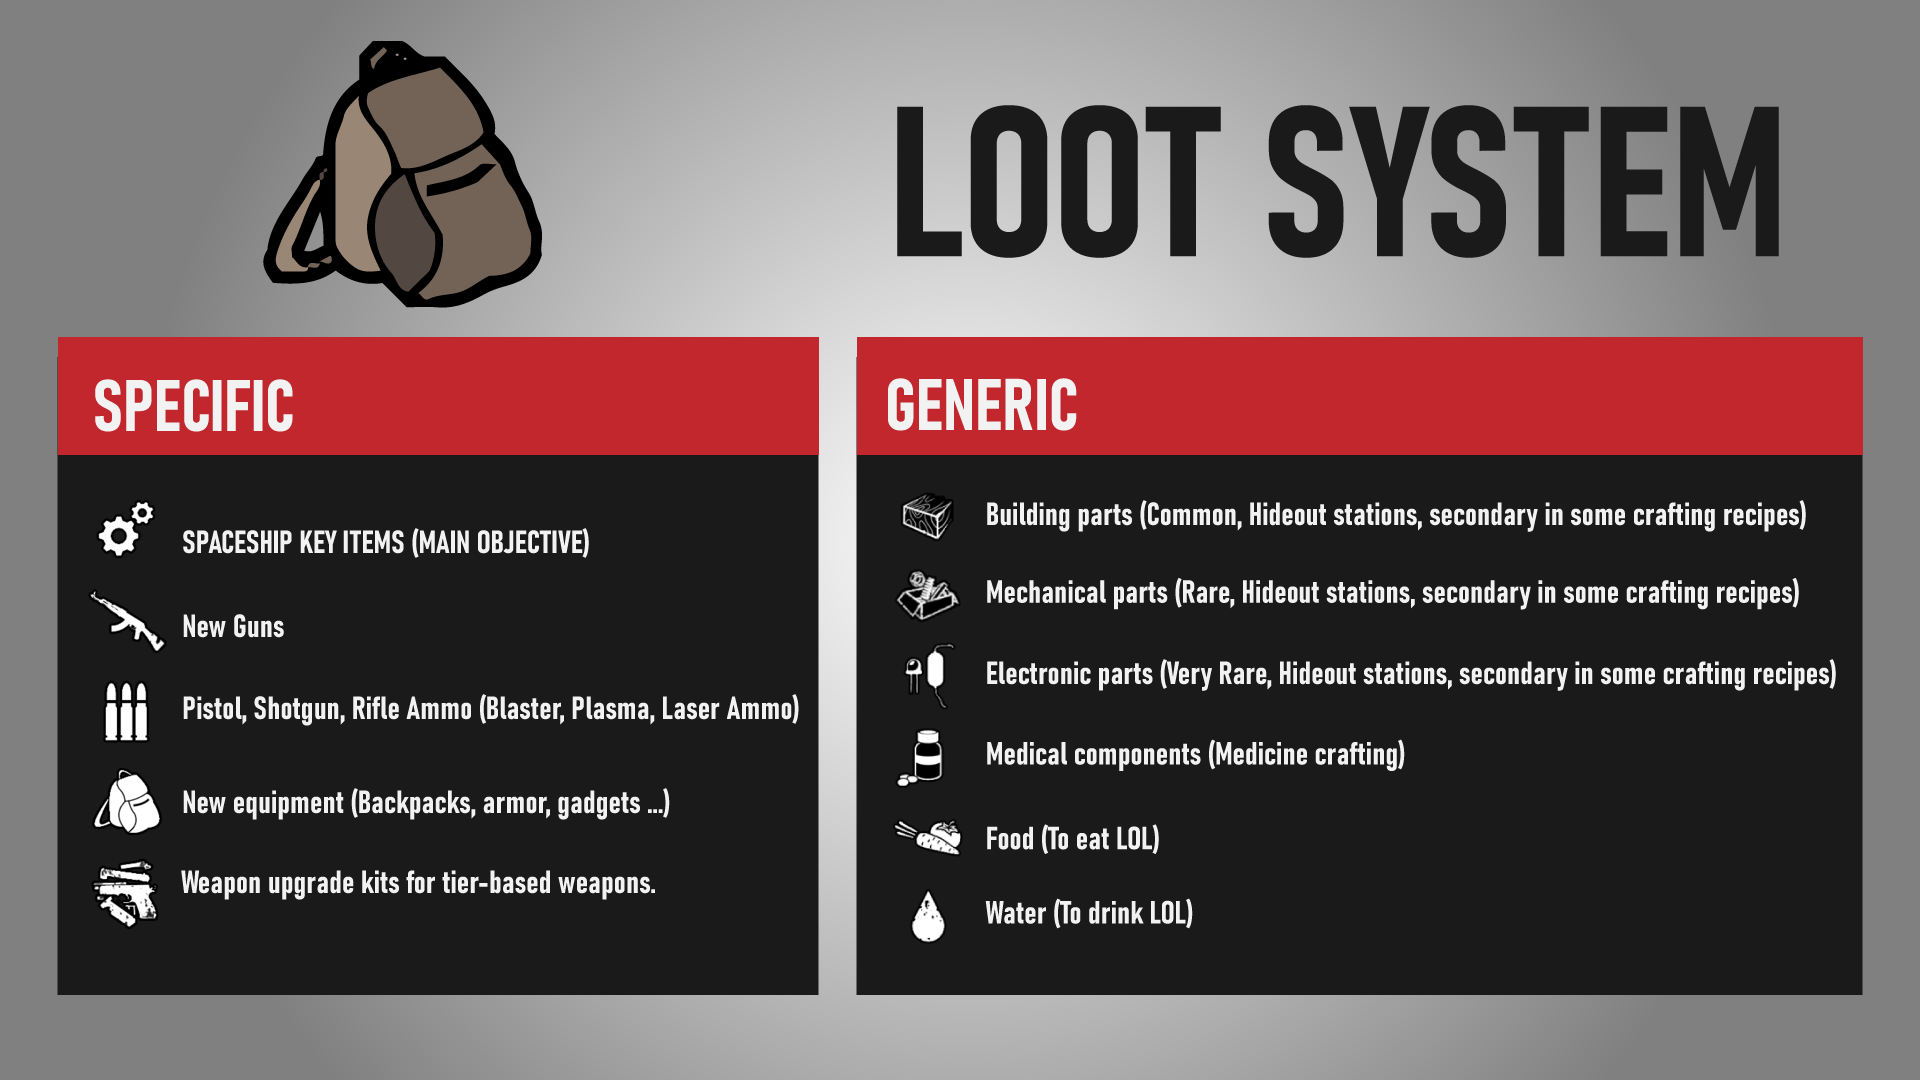 LOOT SYSTEM
SPECIFIC
SPACESHIP KEY ITEMS (MAIN OBJECTIVE)
New Guns
Pistol, Shotgun, Rifle Ammo (Blaster, Plasma, Laser Ammo)
New equipment (Backpacks, armor, gadgets ...)
Weapon upgrade kits for tier-based weapons.
GENERIC
Building parts (Common, Hideout stations, secondary in some crafting recipes)
Mechanical parts (Rare, Hideout stations, secondary in some crafting recipes)
Electronic parts (Very Rare, Hideout stations, secondary in some crafting recipes)
Medical components (Medicine crafting)
Food (To eat LOL)
Water (To drink LOL)